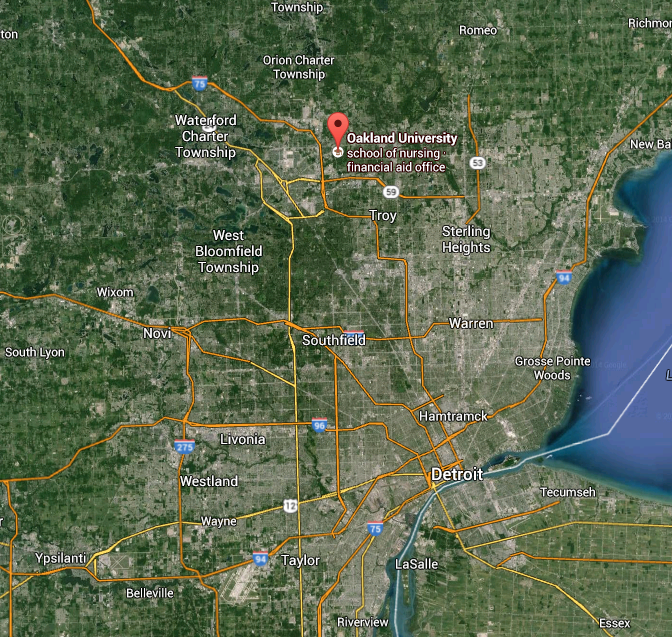 Township
ton
Romeo
Richmo
Orion Charter
Township
75
Waterford
Charter
Township
Oakland University
school of nursing -
financial aid office
New Ba
53
59
Troy
West
Bloomfield
Township
Sterling
Heights
94
Wixom
Novi
Warren
Southfield
South Lyon
Grosse Pointe
Woods
Hamtramck
96
Livonia
275
Westland
Detroit
Tecumseh
12
Wayne
75
Ypsilanti
94
Taylor
LaSalle
Belleville
Riverview
Essex